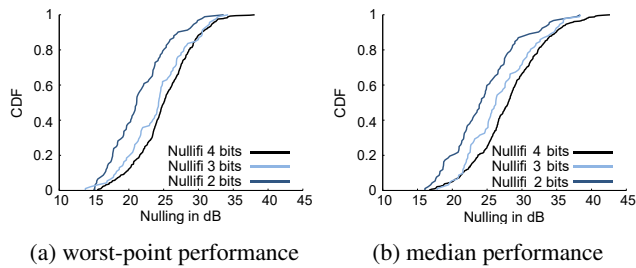 1
0.8
0.6
0.4
0.2
0
CDF
Nullifi 4 bits
Nullifi 3 bits
Nullifi 2 bits
10 15 20 25 30 35 40 45
Nulling in dB
(a) worst-point performance
1
0.8
0.6
0.4
0.2
0
CDF
Nullifi 4 bits
Nullifi 3 bits
Nullifi 2 bits
10 15 20 25 30 35 40 45
Nulling in dB
(b) median performance